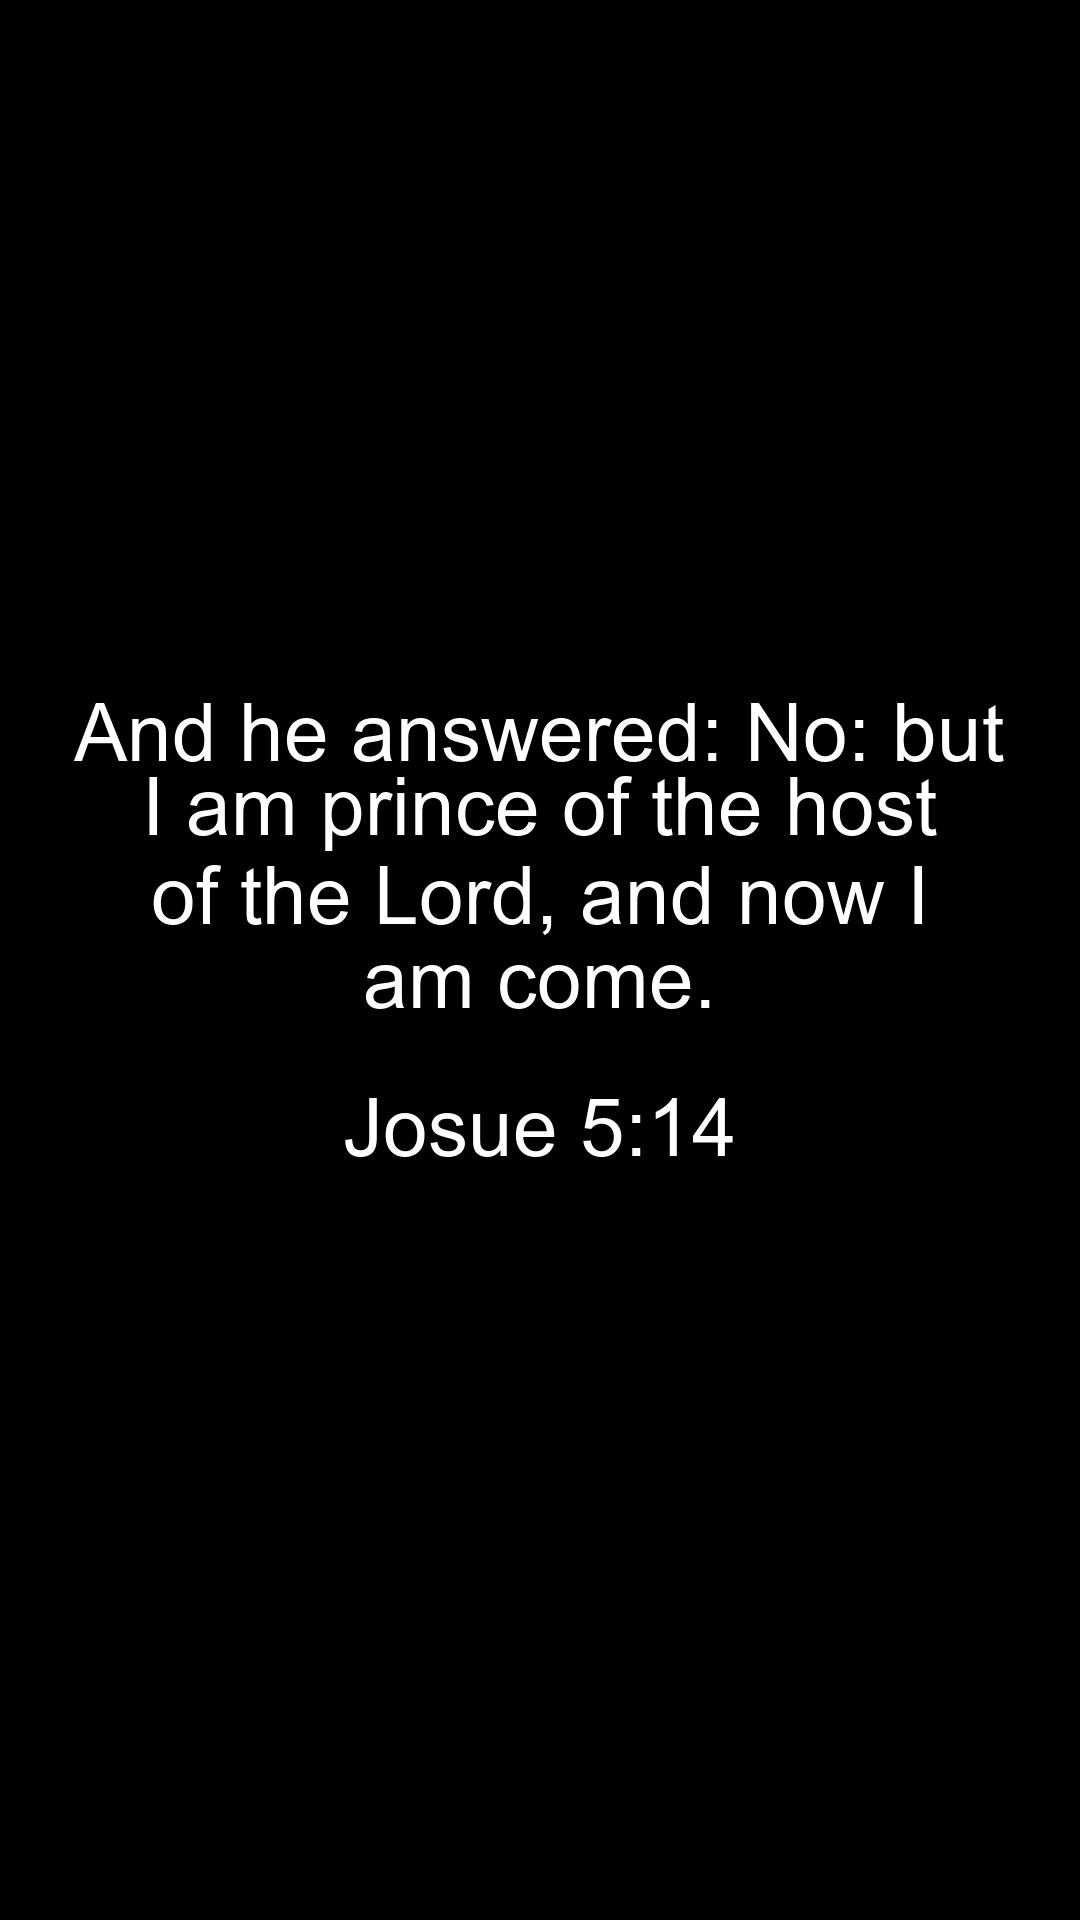 And he answered: No: but
I am prince of the host
of the Lord, and now I
am come.
Josue 5:14